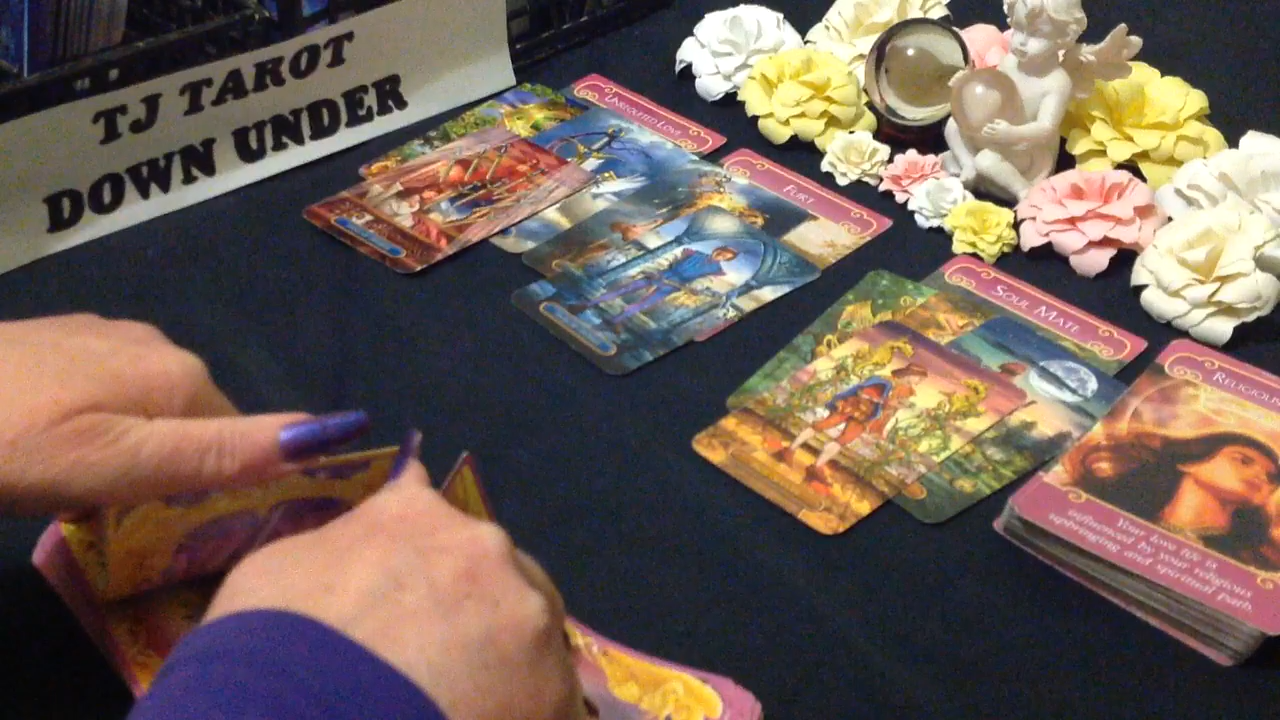 TJ TAROT
DOWN UNDER
UNREQUITED LOVE
FLIRT
SOUL MATE
RELIGIOUS
Your love life is
influenced by your religious
upbringing and spiritual path.